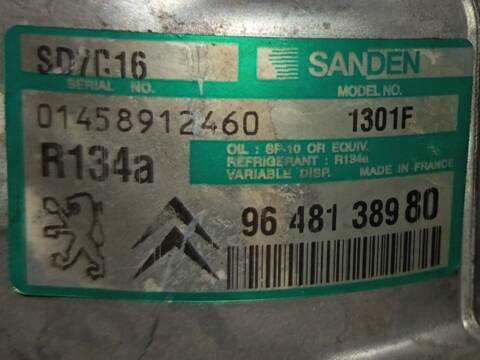 SD7C16 SANDEN
SERIAL NO. MODEL NO.
01458912460 1301F
R134a
OIL : SP-10 OR EQUIV.
REFRIGERANT : R134a
VARIABLE DISP. MADE IN FRANCE
96 481 389 80